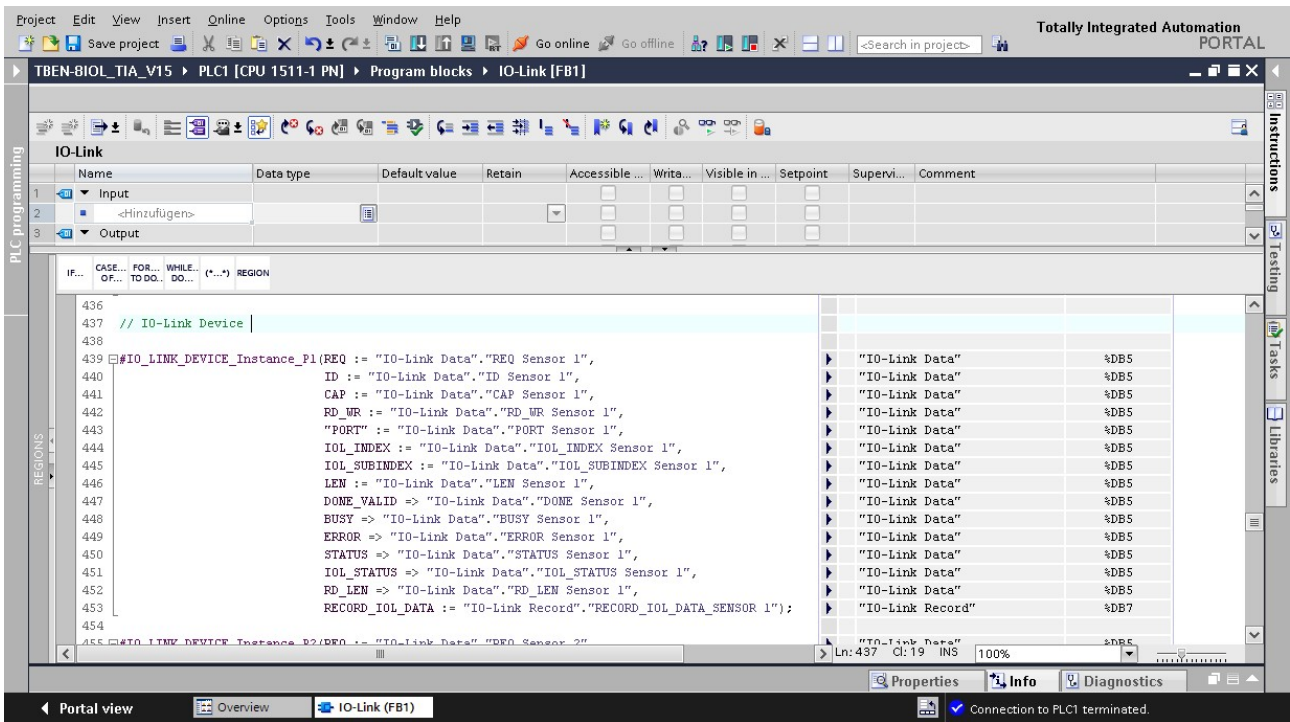 Project Edit View Insert Online Options Tools Window Help
Totally Integrated Automation
PORTAL
Save project Go online Go offline <Search in project>
TBEN-BIOL_TIA_V15 ▸ PLC1 [CPU 1511-1 PN] ▸ Program blocks ▸ IO-Link [FB1]
IO-Link
Name Data type Default value Retain Accessible ... Writa... Visible in ... Setpoint Supervi... Comment
1 Input
2 <Hinzufügen>
3 Output
IF... CASE... OF... FOR... TO DO... WHILE... DO... (*...*) REGION
436
437 // IO-Link Device
438
439 #IO_LINK_DEVICE_Instance_P1(REQ := "IO-Link Data"."REQ Sensor 1", "IO-Link Data" %DB5
440 ID := "IO-Link Data"."ID Sensor 1", "IO-Link Data" %DB5
441 CAP := "IO-Link Data"."CAP Sensor 1", "IO-Link Data" %DB5
442 RD_WR := "IO-Link Data"."RD_WR Sensor 1", "IO-Link Data" %DB5
443 "PORT" := "IO-Link Data"."PORT Sensor 1", "IO-Link Data" %DB5
444 IOL_INDEX := "IO-Link Data"."IOL_INDEX Sensor 1", "IO-Link Data" %DB5
445 IOL_SUBINDEX := "IO-Link Data"."IOL_SUBINDEX Sensor 1", "IO-Link Data" %DB5
446 LEN := "IO-Link Data"."LEN Sensor 1", "IO-Link Data" %DB5
447 DONE_VALID => "IO-Link Data"."DONE Sensor 1", "IO-Link Data" %DB5
448 BUSY => "IO-Link Data"."BUSY Sensor 1", "IO-Link Data" %DB5
449 ERROR => "IO-Link Data"."ERROR Sensor 1", "IO-Link Data" %DB5
450 STATUS => "IO-Link Data"."STATUS Sensor 1", "IO-Link Data" %DB5
451 IOL_STATUS => "IO-Link Data"."IOL_STATUS Sensor 1", "IO-Link Data" %DB5
452 RD_LEN => "IO-Link Data"."RD_LEN Sensor 1", "IO-Link Data" %DB5
453 RECORD_IOL_DATA := "IO-Link Record"."RECORD_IOL_DATA_SENSOR 1"); "IO-Link Record" %DB7
454
455 #IO_LINK_DEVICE_Instance_P2(REQ := "IO-Link Data"."REQ Sensor 2", "IO-Link Data" %DB5
Ln: 437 Cl: 19 INS 100%
Properties Info Diagnostics
Portal view Overview IO-Link (FB1) Connection to PLC1 terminated.
PLC programming
REGIONS
Instructions
Testing
Tasks
Libraries